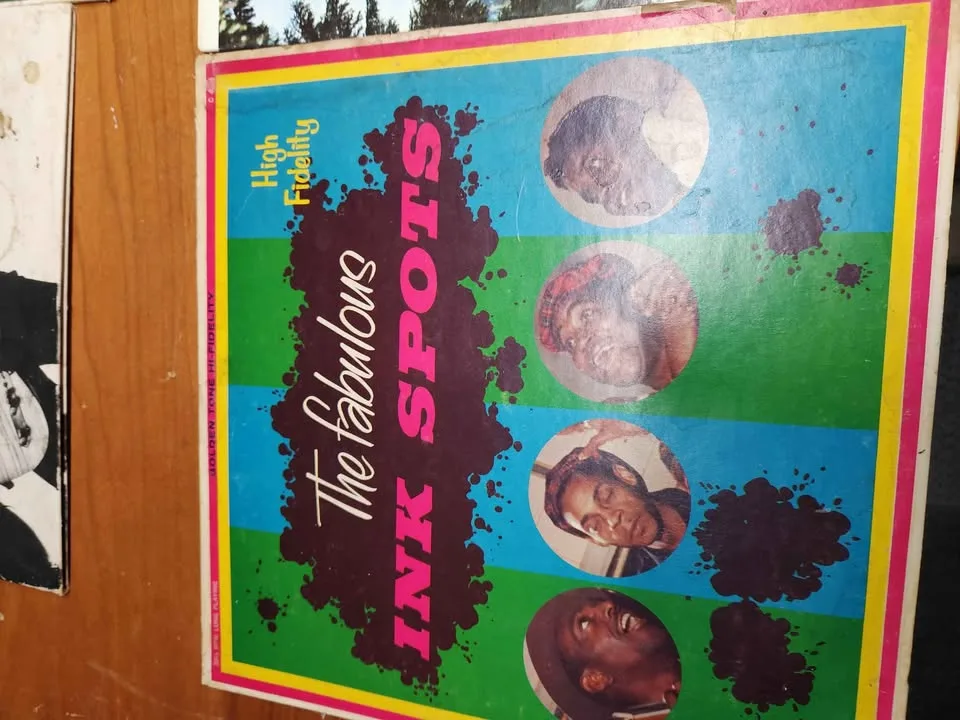 GOLDEN TONE HI-FIDELITY
High
Fidelity
The fabulous
INK SPOTS